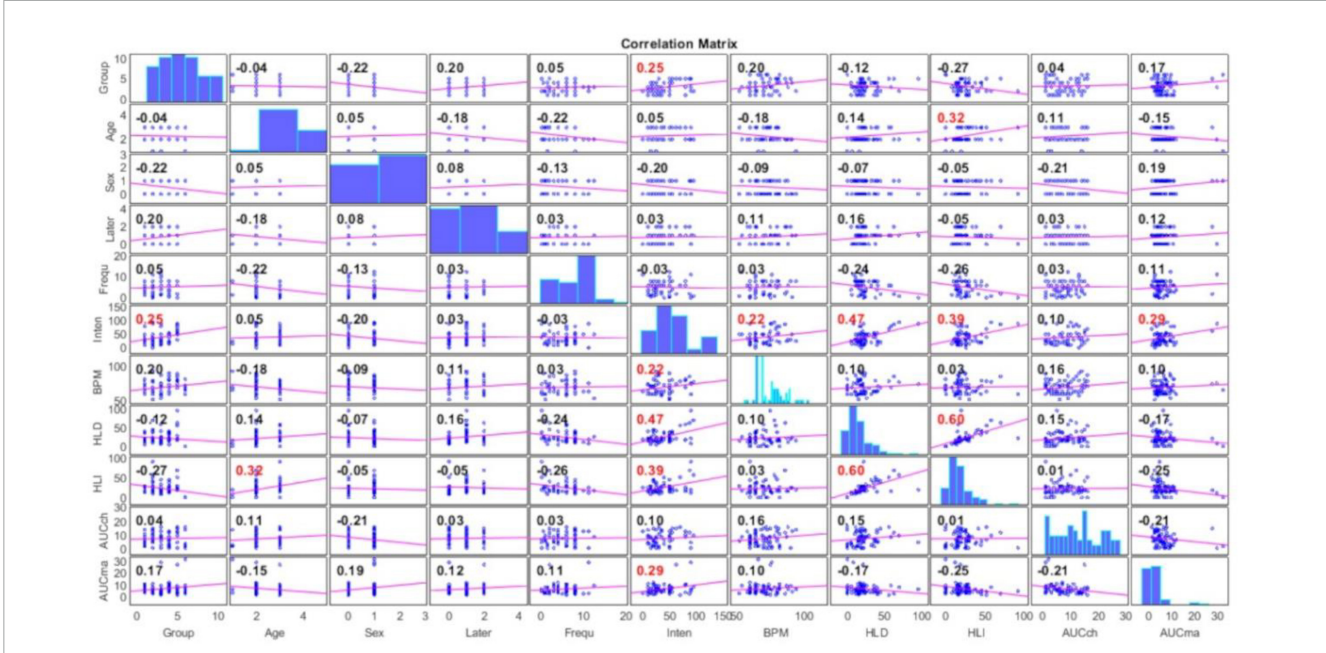 Correlation Matrix
Group 10 5 0 -0.04 -0.22 0.20 0.05 0.25 0.20 -0.12 -0.27 0.04 0.17
Age 4 2 -0.04 0.05 -0.18 -0.22 0.05 -0.18 0.14 0.32 0.11 -0.15
Sex 3 2 1 0 -0.22 0.05 0.08 -0.13 -0.20 -0.09 -0.07 -0.05 -0.21 0.19
Later 4 2 0 0.20 -0.18 0.08 0.03 0.03 0.11 0.16 -0.05 0.03 0.12
Frequ 20 10 0 0.05 -0.22 -0.13 0.03 -0.03 0.03 -0.24 -0.26 0.03 0.11
Inten 150 100 50 0 0.25 0.05 -0.20 0.03 -0.03 0.22 0.47 0.39 0.10 0.29
BPM 100 50 0.20 -0.18 -0.09 0.11 0.03 0.22 0.10 0.03 0.16 0.10
HLD 100 50 0 -0.12 0.14 -0.07 0.16 -0.24 0.47 0.10 0.60 0.15 -0.17
HLI 100 50 0 -0.27 0.32 -0.05 -0.05 -0.26 0.39 0.03 0.60 0.01 -0.25
AUCch 30 20 10 0 0.04 0.11 -0.21 0.03 0.03 0.10 0.16 0.15 0.01 -0.21
AUCma 30 20 10 0 0.17 -0.15 0.19 0.12 0.11 0.29 0.10 -0.17 -0.25 -0.21
0 5 10 2 4 0 1 2 3 0 2 4 0 10 20 0 50 100 150 50 100 0 50 100 0 50 100 0 10 20 30 0 10 20 30
Group Age Sex Later Frequ Inten BPM HLD HLI AUCch AUCma